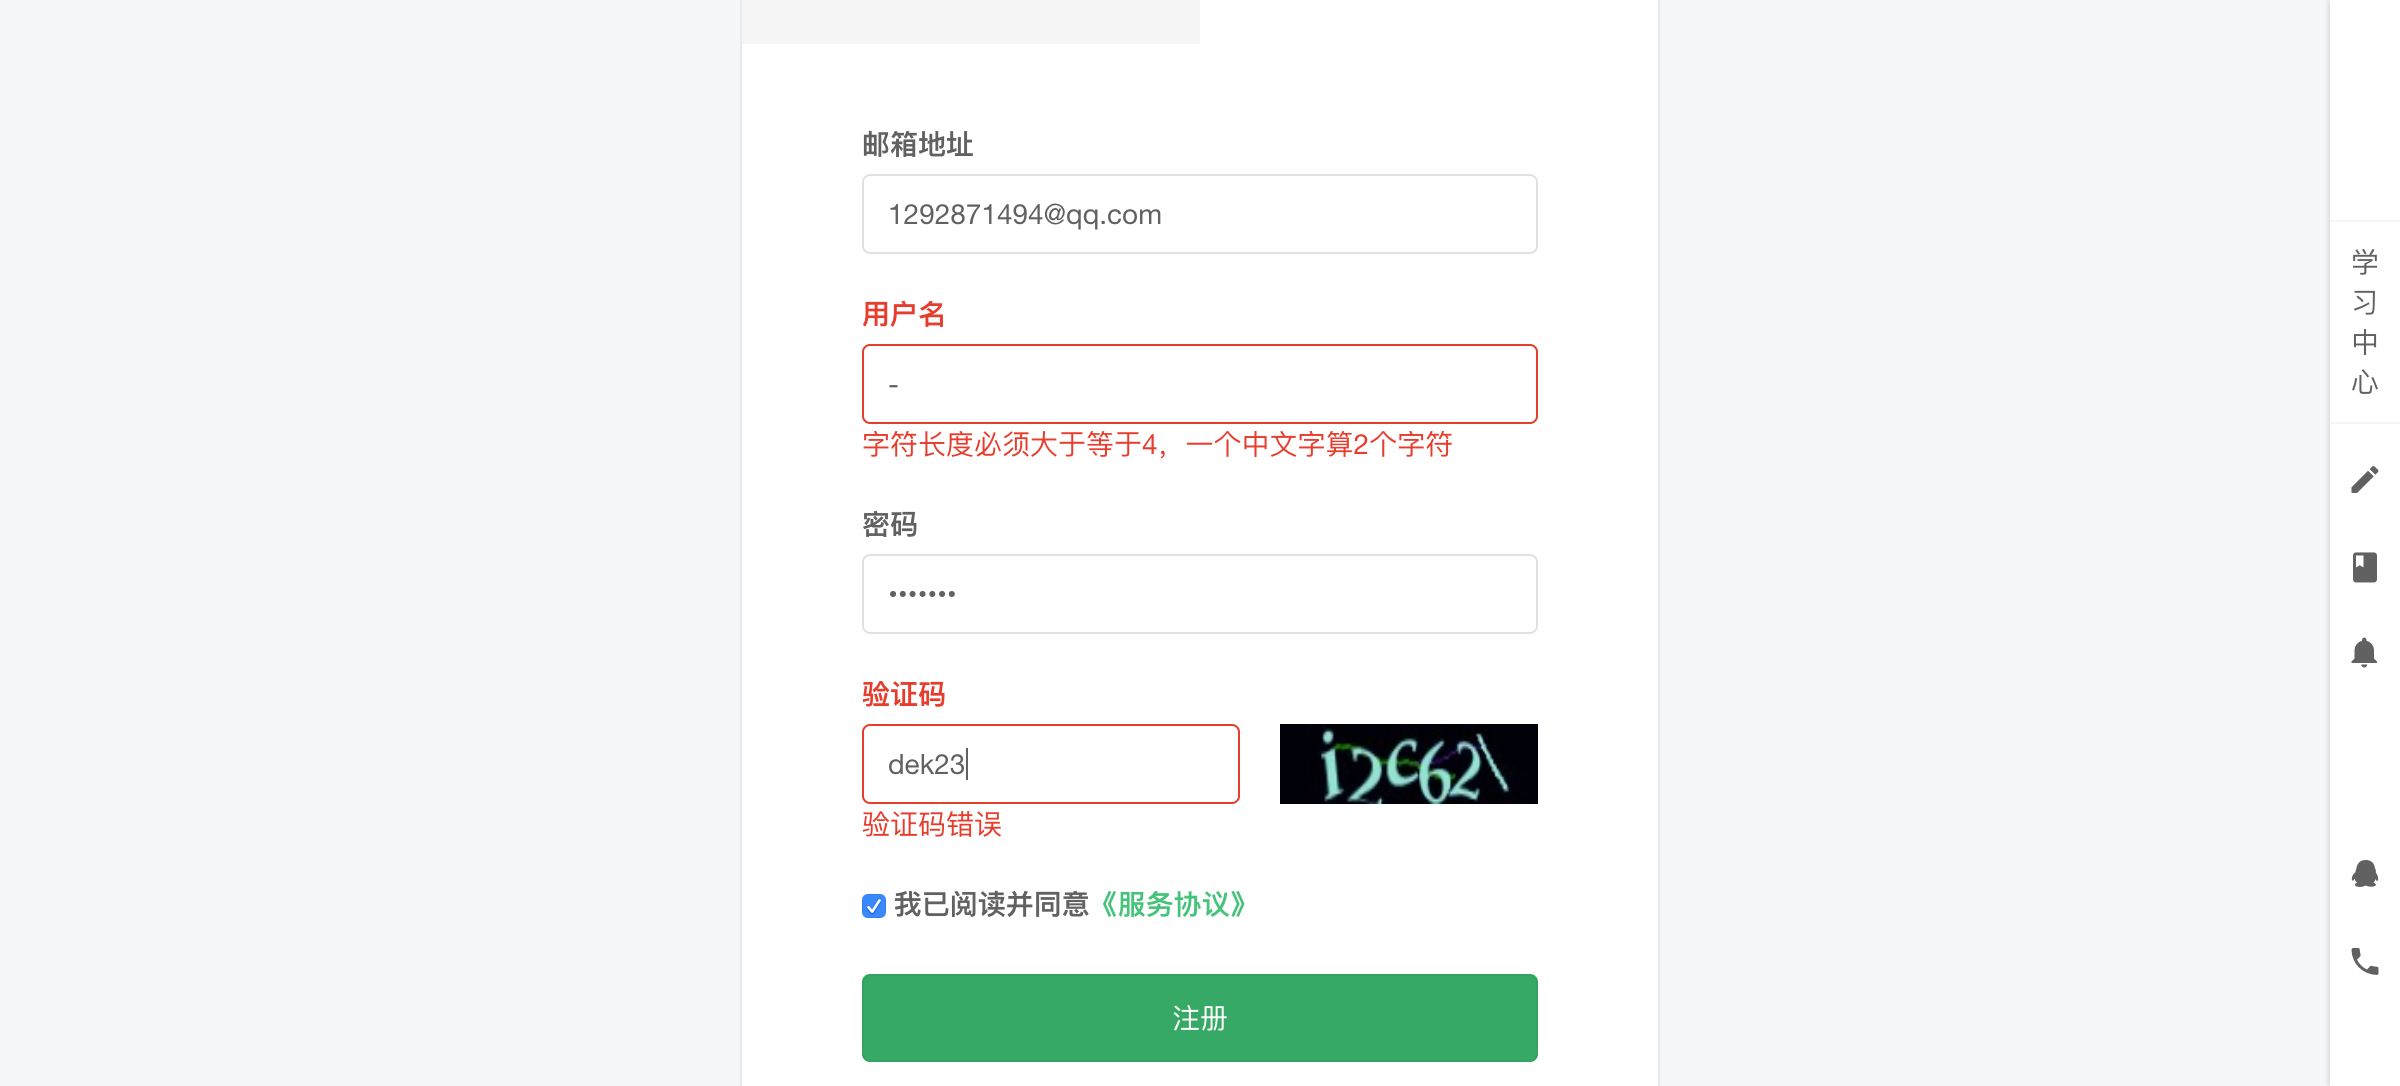 邮箱地址
1292871494@qq.com
用户名
-
字符长度必须大于等于4，一个中文字算2个字符
密码
•••••••
验证码
dek23
验证码错误
我已阅读并同意《服务协议》
注册
学
习
中
心